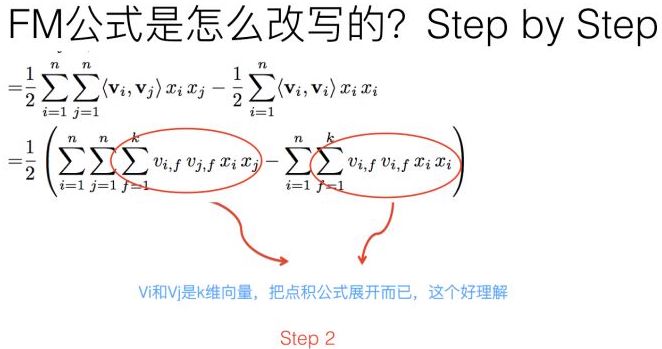 FM公式是怎么改写的？Step by Step
=\frac{1}{2}\sum_{i=1}^{n}\sum_{j=1}^{n}\langle \mathbf{v}_i, \mathbf{v}_j\rangle x_i x_j - \frac{1}{2}\sum_{i=1}^{n}\langle \mathbf{v}_i, \mathbf{v}_i\rangle x_i x_i
=\frac{1}{2}\left(\sum_{i=1}^{n}\sum_{j=1}^{n}\sum_{f=1}^{k} v_{i,f} v_{j,f} x_i x_j - \sum_{i=1}^{n}\sum_{f=1}^{k} v_{i,f} v_{i,f} x_i x_i\right)
Vi和Vj是k维向量，把点积公式展开而已，这个好理解
Step 2